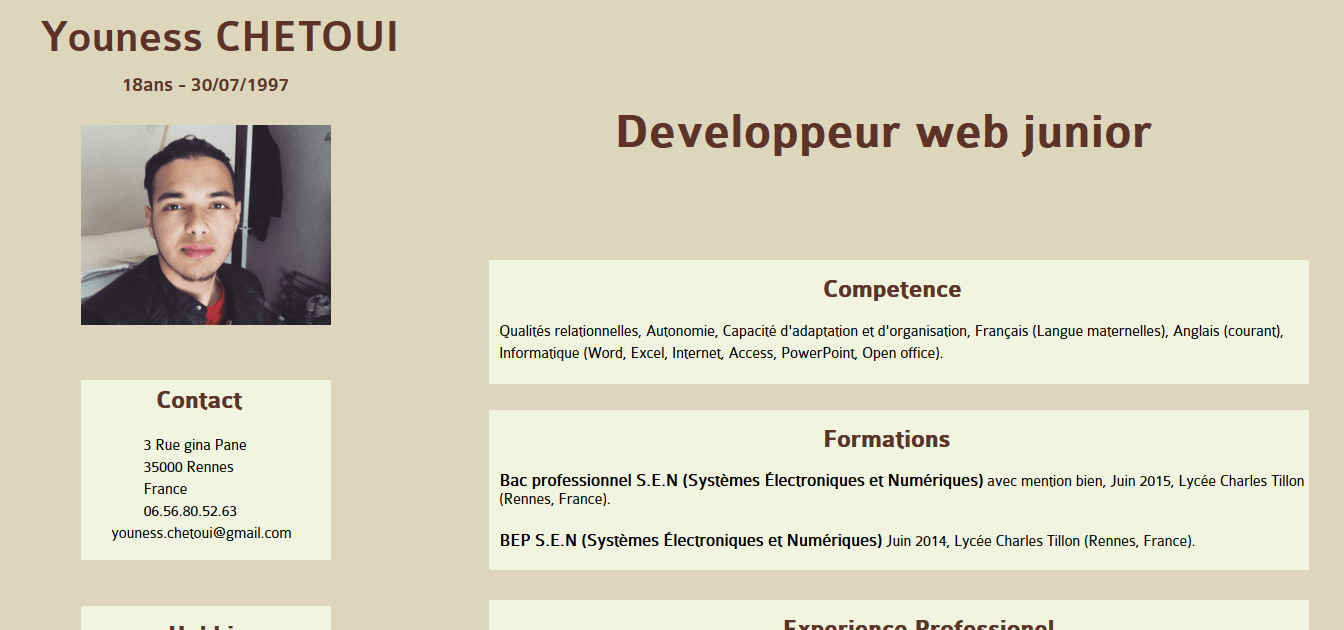 Youness CHETOUI
18ans - 30/07/1997
Developpeur web junior
Competence
Qualités relationnelles, Autonomie, Capacité d'adaptation et d'organisation, Français (Langue maternelles), Anglais (courant),
Informatique (Word, Excel, Internet, Access, PowerPoint, Open office).
Contact
3 Rue gina Pane
35000 Rennes
France
06.56.80.52.63
youness.chetoui@gmail.com
Formations
Bac professionnel S.E.N (Systèmes Électroniques et Numériques) avec mention bien, Juin 2015, Lycée Charles Tillon
(Rennes, France).
BEP S.E.N (Systèmes Électroniques et Numériques) Juin 2014, Lycée Charles Tillon (Rennes, France).
Experience Professionel